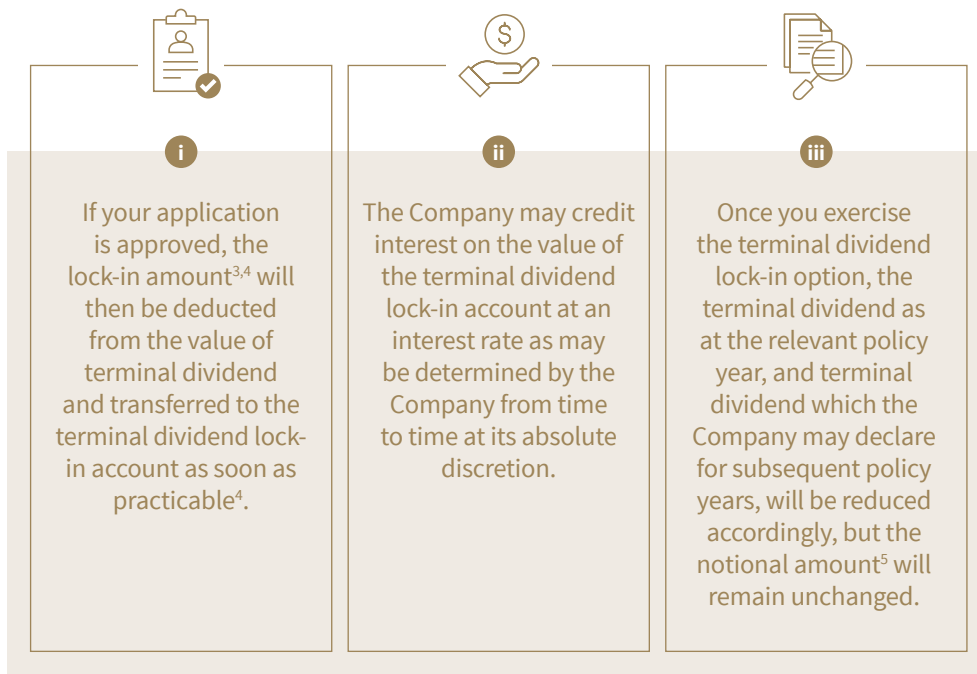 $
i
If your application
is approved, the
lock-in amount3,4 will
then be deducted
from the value of
terminal dividend
and transferred to the
terminal dividend lock-
in account as soon as
practicable4.
ii
The Company may credit
interest on the value of
the terminal dividend
lock-in account at an
interest rate as may
be determined by the
Company from time
to time at its absolute
discretion.
iii
Once you exercise
the terminal dividend
lock-in option, the
terminal dividend as
at the relevant policy
year, and terminal
dividend which the
Company may declare
for subsequent policy
years, will be reduced
accordingly, but the
notional amount5 will
remain unchanged.